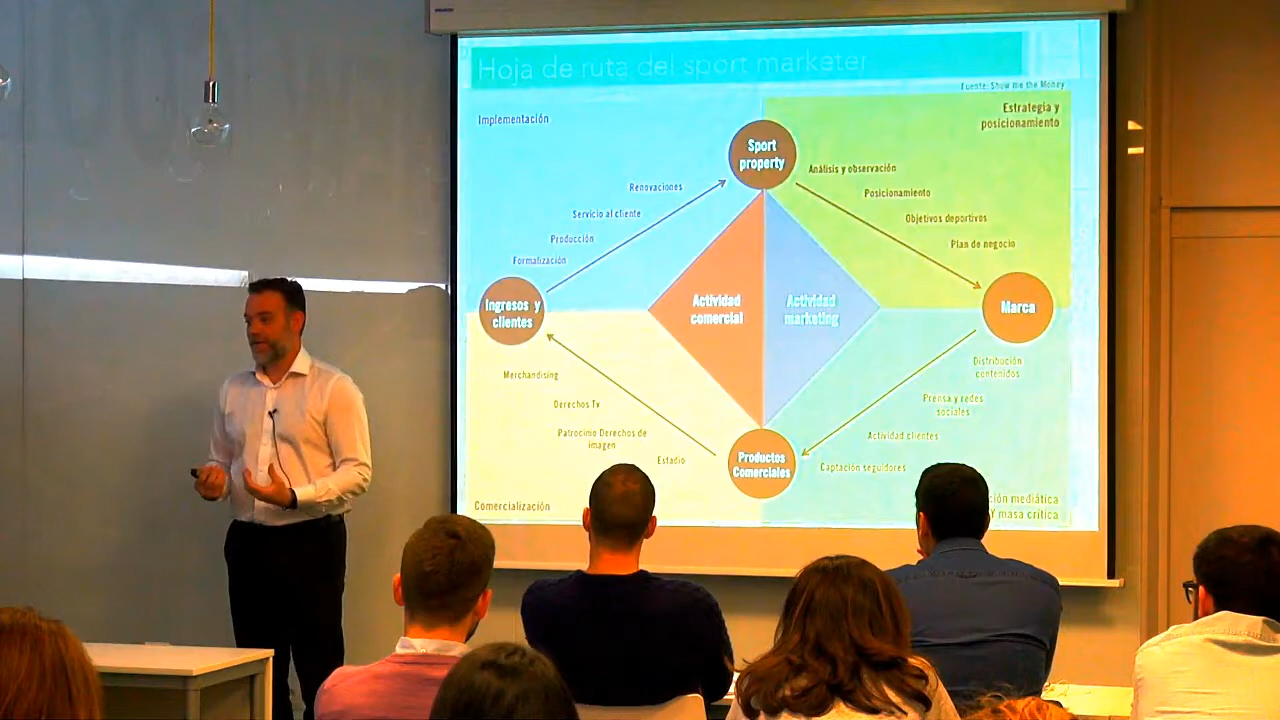 Hoja de ruta del sport marketer
Fuente: Show me the Money
Implementación
Estrategia y
posicionamiento
Sport
property
Análisis y observación
Renovaciones
Posicionamiento
Servicio al cliente
Objetivos deportivos
Producción
Plan de negocio
Formalización
Ingresos y
clientes
Actividad
comercial
Actividad
marketing
Marca
Distribución
contenidos
Merchandising
Prensa y redes
sociales
Derechos Tv
Patrocinio Derechos de
imagen
Actividad clientes
Estadio
Productos
Comerciales
Captación seguidores
Comercialización
ción mediática
Y masa crítica